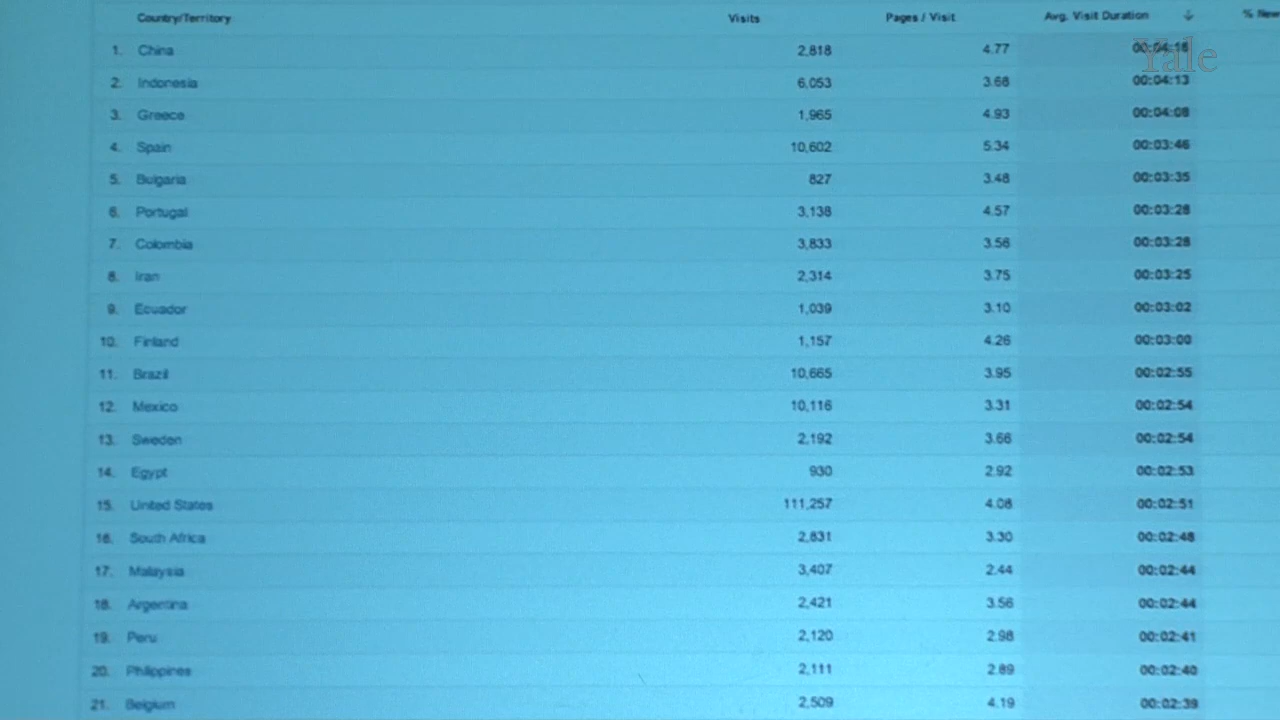 Country/Territory Visits Pages / Visit Avg. Visit Duration ↓ % New
Yale
1. China 2,818 4.77
2. Indonesia 6,053 3.68 00:04:13
3. Greece 1,965 4.93 00:04:08
4. Spain 10,602 5.34 00:03:46
5. Bulgaria 827 3.48 00:03:35
6. Portugal 3,138 4.57 00:03:28
7. Colombia 3,833 3.56 00:03:28
8. Iran 2,314 3.75 00:03:25
9. Ecuador 1,039 3.10 00:03:02
10. Finland 1,157 4.26 00:03:00
11. Brazil 10,665 3.95 00:02:55
12. Mexico 10,116 3.31 00:02:54
13. Sweden 2,192 3.66 00:02:54
14. Egypt 930 2.92 00:02:53
15. United States 111,257 4.08 00:02:51
16. South Africa 2,831 3.30 00:02:48
17. Malaysia 3,407 2.44 00:02:44
18. Argentina 2,421 3.56 00:02:44
19. Peru 2,120 2.98 00:02:41
20. Philippines 2,111 2.89 00:02:40
21. Belgium 2,509 4.19 00:02:39